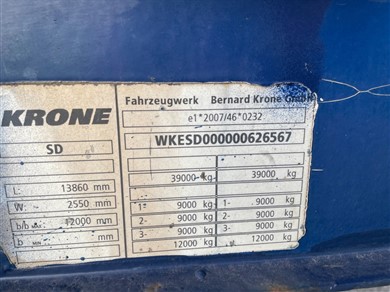 KRONE
SD
L: 13860 mm
W: 2550 mm
12000 mm
b mm
Fahrzeugwerk Bernard Krone GmbH
e1*2007/46*0232
WKESD000000626567
39000 kg 39000 kg
1- 9000 kg 1- 9000 kg
2- 9000 kg 2- 9000 kg
3- 9000 kg 3- 9000 kg
12000 kg 12000 kg